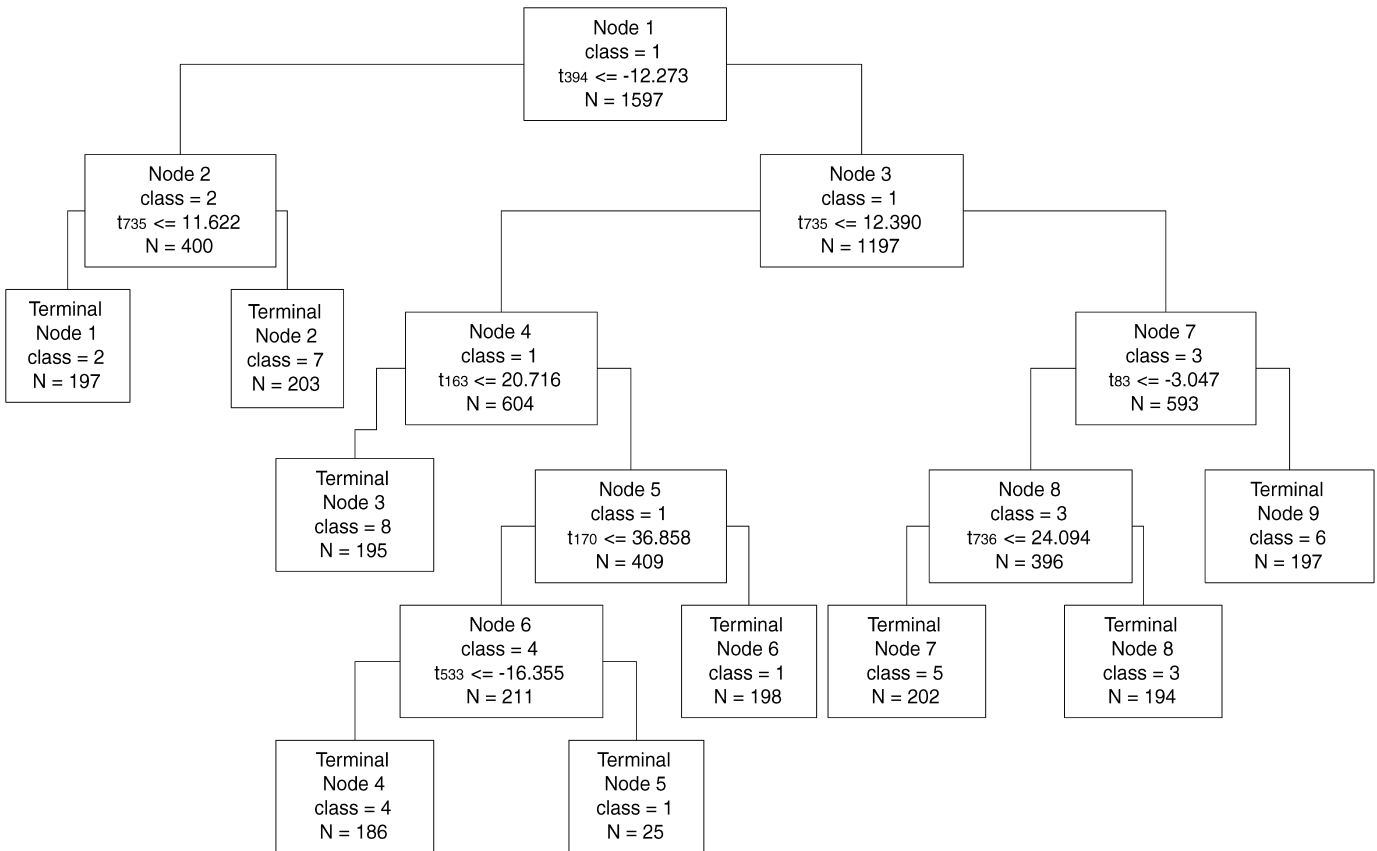 Node 1
class = 1
t394 <= -12.273
N = 1597
Node 2
class = 2
t735 <= 11.622
N = 400
Node 3
class = 1
t735 <= 12.390
N = 1197
Terminal
Node 1
class = 2
N = 197
Terminal
Node 2
class = 7
N = 203
Node 4
class = 1
t163 <= 20.716
N = 604
Node 7
class = 3
t83 <= -3.047
N = 593
Terminal
Node 3
class = 8
N = 195
Node 5
class = 1
t170 <= 36.858
N = 409
Node 8
class = 3
t736 <= 24.094
N = 396
Terminal
Node 9
class = 6
N = 197
Node 6
class = 4
t533 <= -16.355
N = 211
Terminal
Node 6
class = 1
N = 198
Terminal
Node 7
class = 5
N = 202
Terminal
Node 8
class = 3
N = 194
Terminal
Node 4
class = 4
N = 186
Terminal
Node 5
class = 1
N = 25